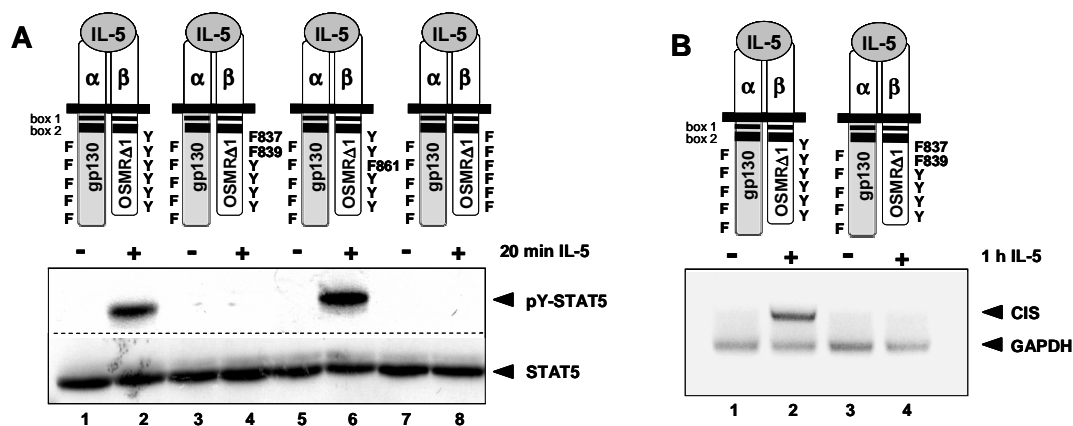 A
IL-5 IL-5 IL-5 IL-5
α β α β α β α β
box 1
box 2
gp130 OSMRΔ1 gp130 OSMRΔ1 gp130 OSMRΔ1 gp130 OSMRΔ1
F F F F F F
Y Y Y Y Y Y
F F F F F F
F837
F839
Y Y Y Y
F F F F F F
Y Y
F861
Y Y Y
F F F F F F
F F F F F F
- + - + - + - + 20 min IL-5
pY-STAT5
STAT5
1 2 3 4 5 6 7 8
B
IL-5 IL-5
α β α β
box 1
box 2
gp130 OSMRΔ1 gp130 OSMRΔ1
F F F F F F
Y Y Y Y Y Y
F F F F F F
F837
F839
Y Y Y Y
- + - + 1 h IL-5
CIS
GAPDH
1 2 3 4